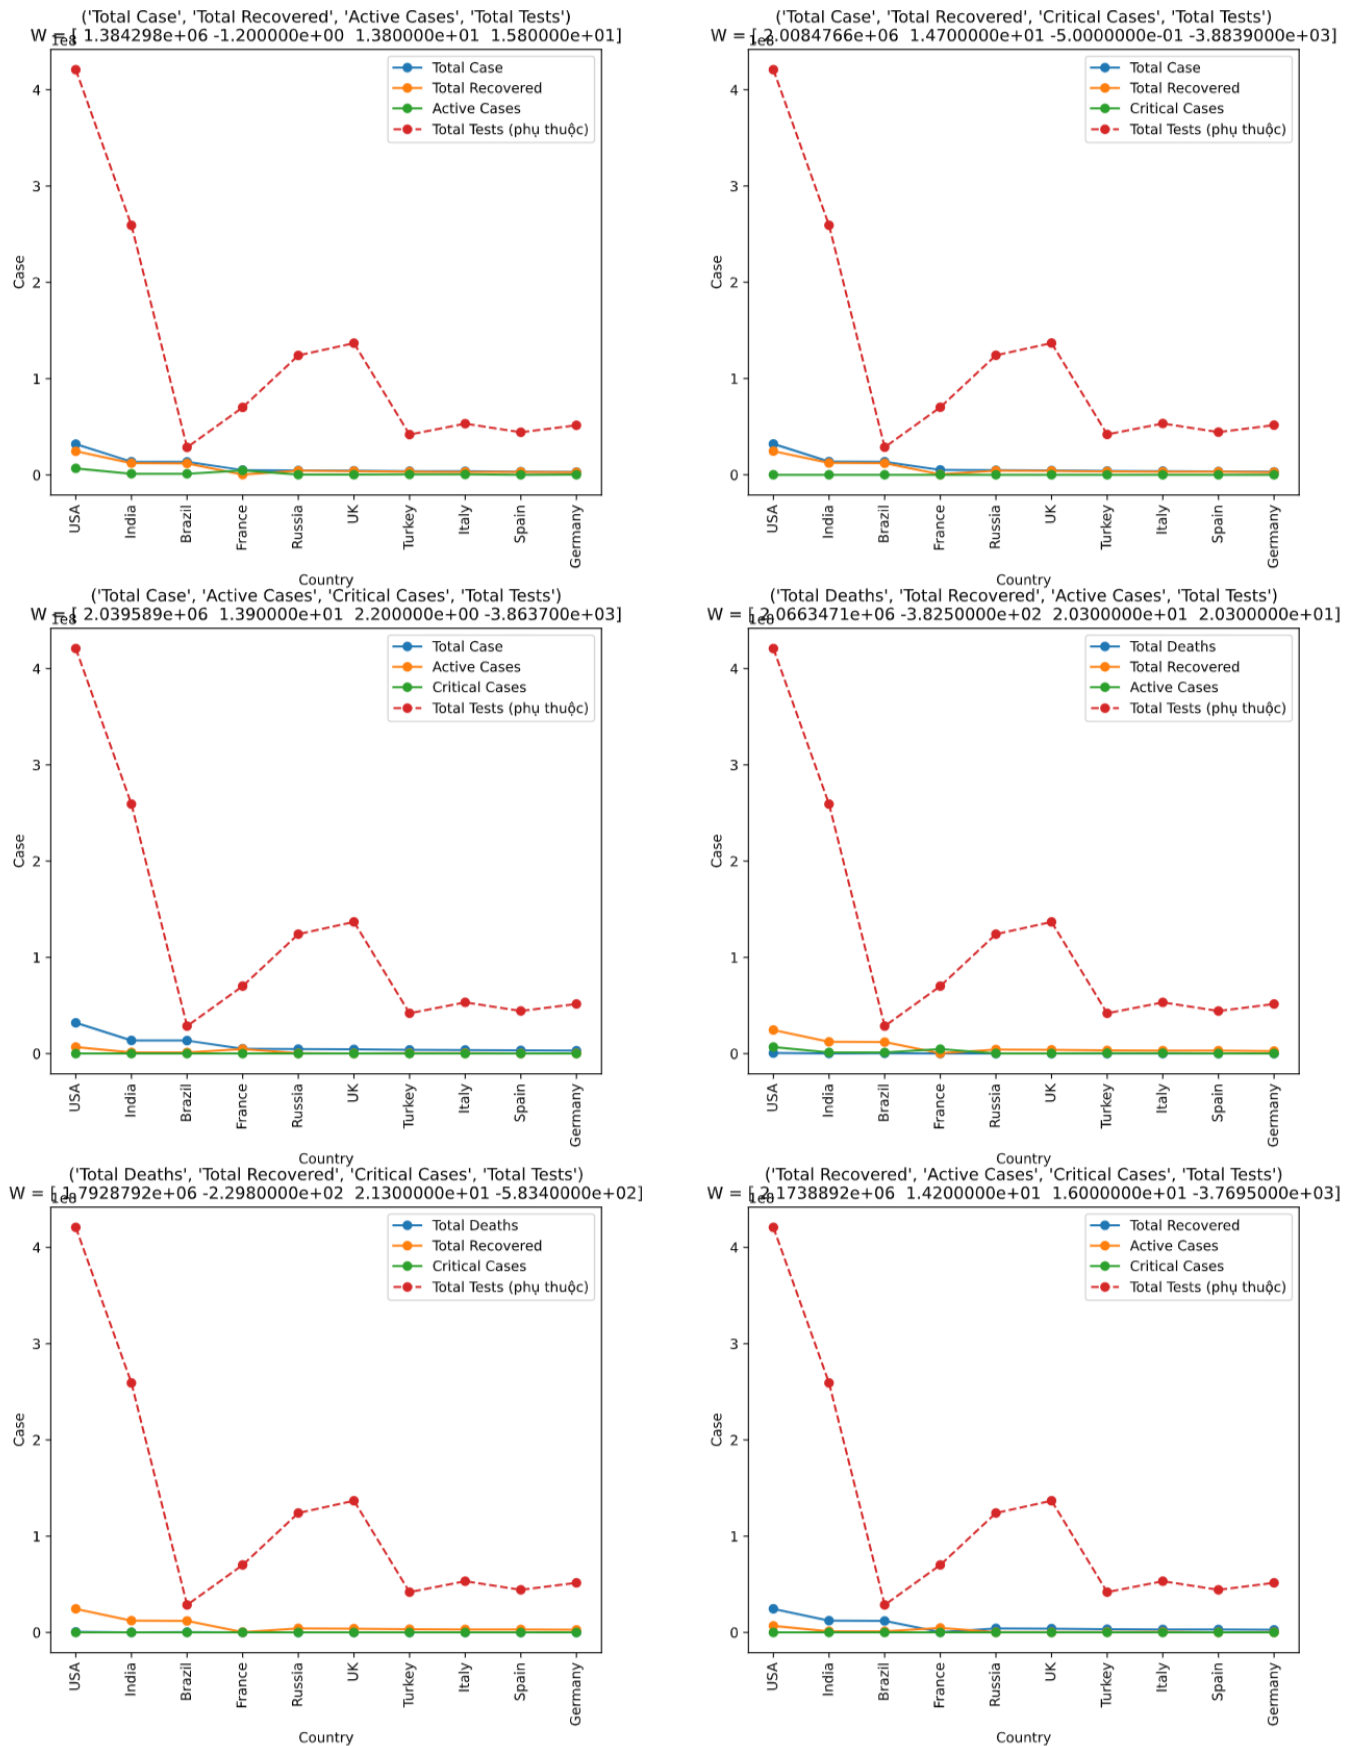 ('Total Case', 'Total Recovered', 'Active Cases', 'Total Tests')
W = [ 1.384298e+06 -1.200000e+00 1.380000e+01 1.580000e+01]
1e8
Total Case
Total Recovered
Active Cases
Total Tests (phụ thuộc)
4
3
2
1
0
Case
USA
India
Brazil
France
Russia
UK
Turkey
Italy
Spain
Germany
Country
('Total Case', 'Total Recovered', 'Critical Cases', 'Total Tests')
W = [ 2.0084766e+06 1.4700000e+01 -5.0000000e-01 -3.8839000e+03]
1e8
Total Case
Total Recovered
Critical Cases
Total Tests (phụ thuộc)
4
3
2
1
0
Case
USA
India
Brazil
France
Russia
UK
Turkey
Italy
Spain
Germany
Country
('Total Case', 'Active Cases', 'Critical Cases', 'Total Tests')
W = [ 2.039589e+06 1.390000e+01 2.200000e+00 -3.863700e+03]
1e8
Total Case
Active Cases
Critical Cases
Total Tests (phụ thuộc)
4
3
2
1
0
Case
USA
India
Brazil
France
Russia
UK
Turkey
Italy
Spain
Germany
Country
('Total Deaths', 'Total Recovered', 'Active Cases', 'Total Tests')
W = [ 2.0663471e+06 -3.8250000e+02 2.0300000e+01 2.0300000e+01]
1e8
Total Deaths
Total Recovered
Active Cases
Total Tests (phụ thuộc)
4
3
2
1
0
Case
USA
India
Brazil
France
Russia
UK
Turkey
Italy
Spain
Germany
Country
('Total Deaths', 'Total Recovered', 'Critical Cases', 'Total Tests')
W = [ 1.7928792e+06 -2.2980000e+02 2.1300000e+01 -5.8340000e+02]
1e8
Total Deaths
Total Recovered
Critical Cases
Total Tests (phụ thuộc)
4
3
2
1
0
Case
USA
India
Brazil
France
Russia
UK
Turkey
Italy
Spain
Germany
Country
('Total Recovered', 'Active Cases', 'Critical Cases', 'Total Tests')
W = [ 2.1738892e+06 1.4200000e+01 1.6000000e+01 -3.7695000e+03]
1e8
Total Recovered
Active Cases
Critical Cases
Total Tests (phụ thuộc)
4
3
2
1
0
Case
USA
India
Brazil
France
Russia
UK
Turkey
Italy
Spain
Germany
Country